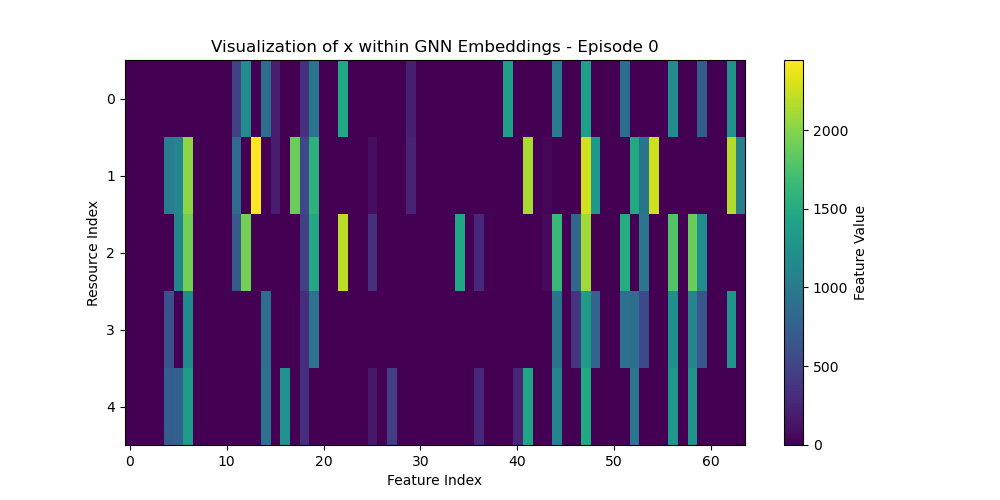 Visualization of x within GNN Embeddings - Episode 0
Resource Index
0
1
2
3
4
0 10 20 30 40 50 60
Feature Index
2000
1500
1000
500
0
Feature Value